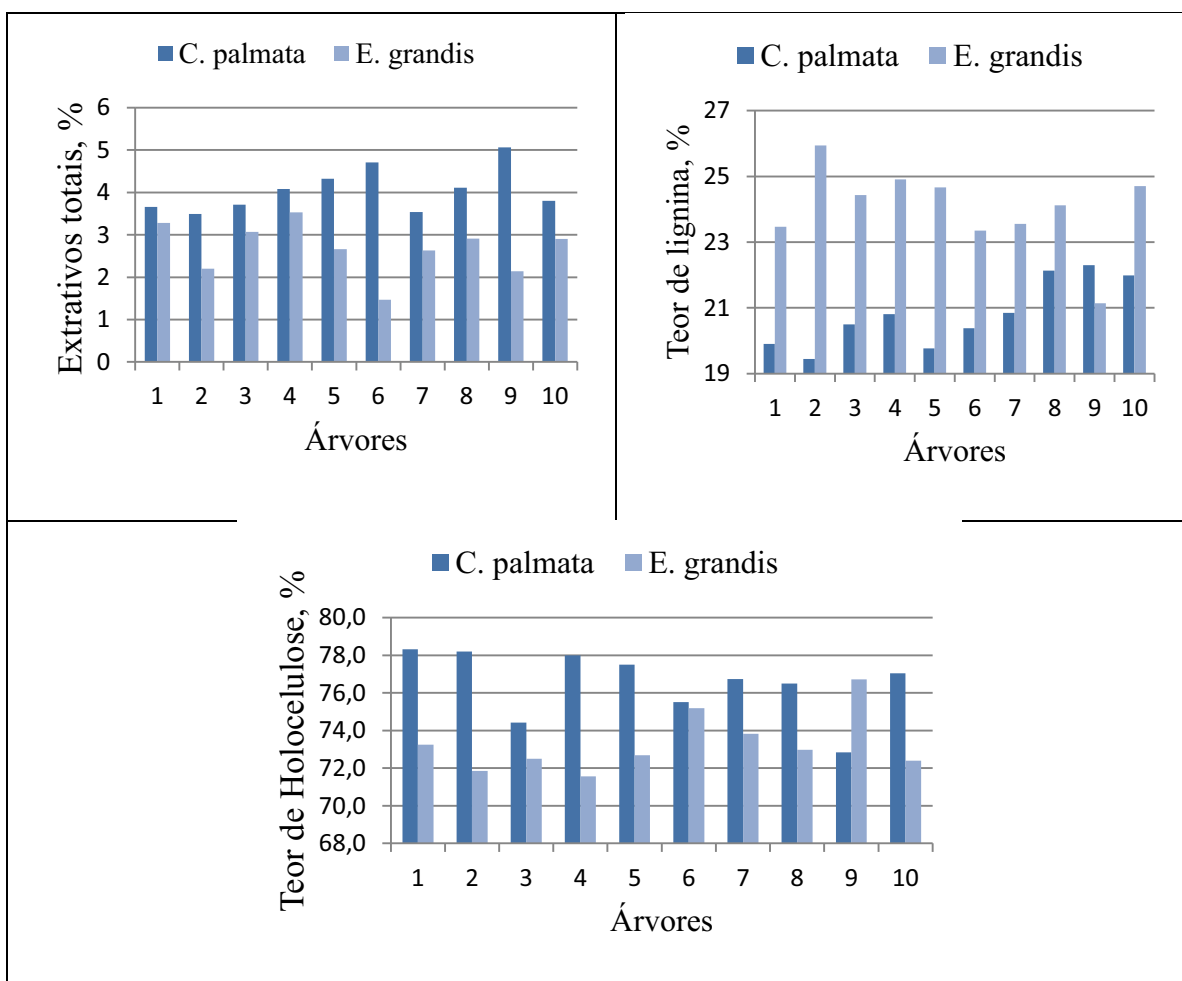 C. palmata E. grandis
Extrativos totais, %
6
5
4
3
2
1
0
1 2 3 4 5 6 7 8 9 10
Árvores
C. palmata E. grandis
Teor de lignina, %
27
25
23
21
19
1 2 3 4 5 6 7 8 9 10
Árvores
C. palmata E. grandis
Teor de Holocelulose, %
80,0
78,0
76,0
74,0
72,0
70,0
68,0
1 2 3 4 5 6 7 8 9 10
Árvores